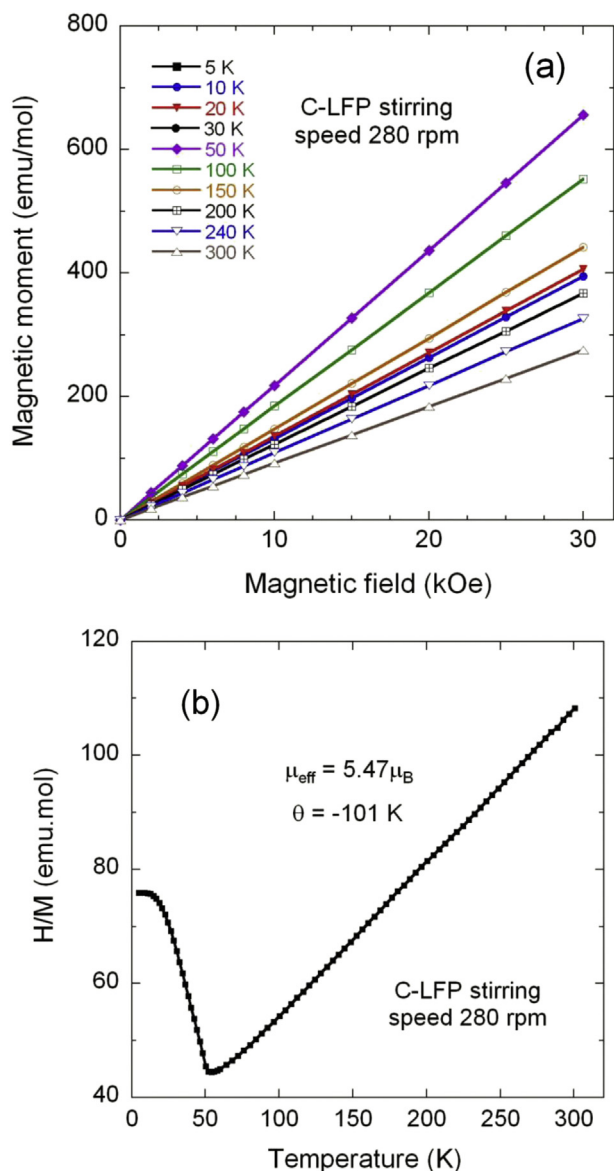 800
600
400
200
0
Magnetic moment (emu/mol)
(a)
5 K
10 K
20 K
30 K
50 K
100 K
150 K
200 K
240 K
300 K
C-LFP stirring
speed 280 rpm
0 10 20 30
Magnetic field (kOe)
120
100
80
60
40
H/M (emu.mol)
(b)
μeff = 5.47μB
θ = -101 K
C-LFP stirring
speed 280 rpm
0 50 100 150 200 250 300
Temperature (K)